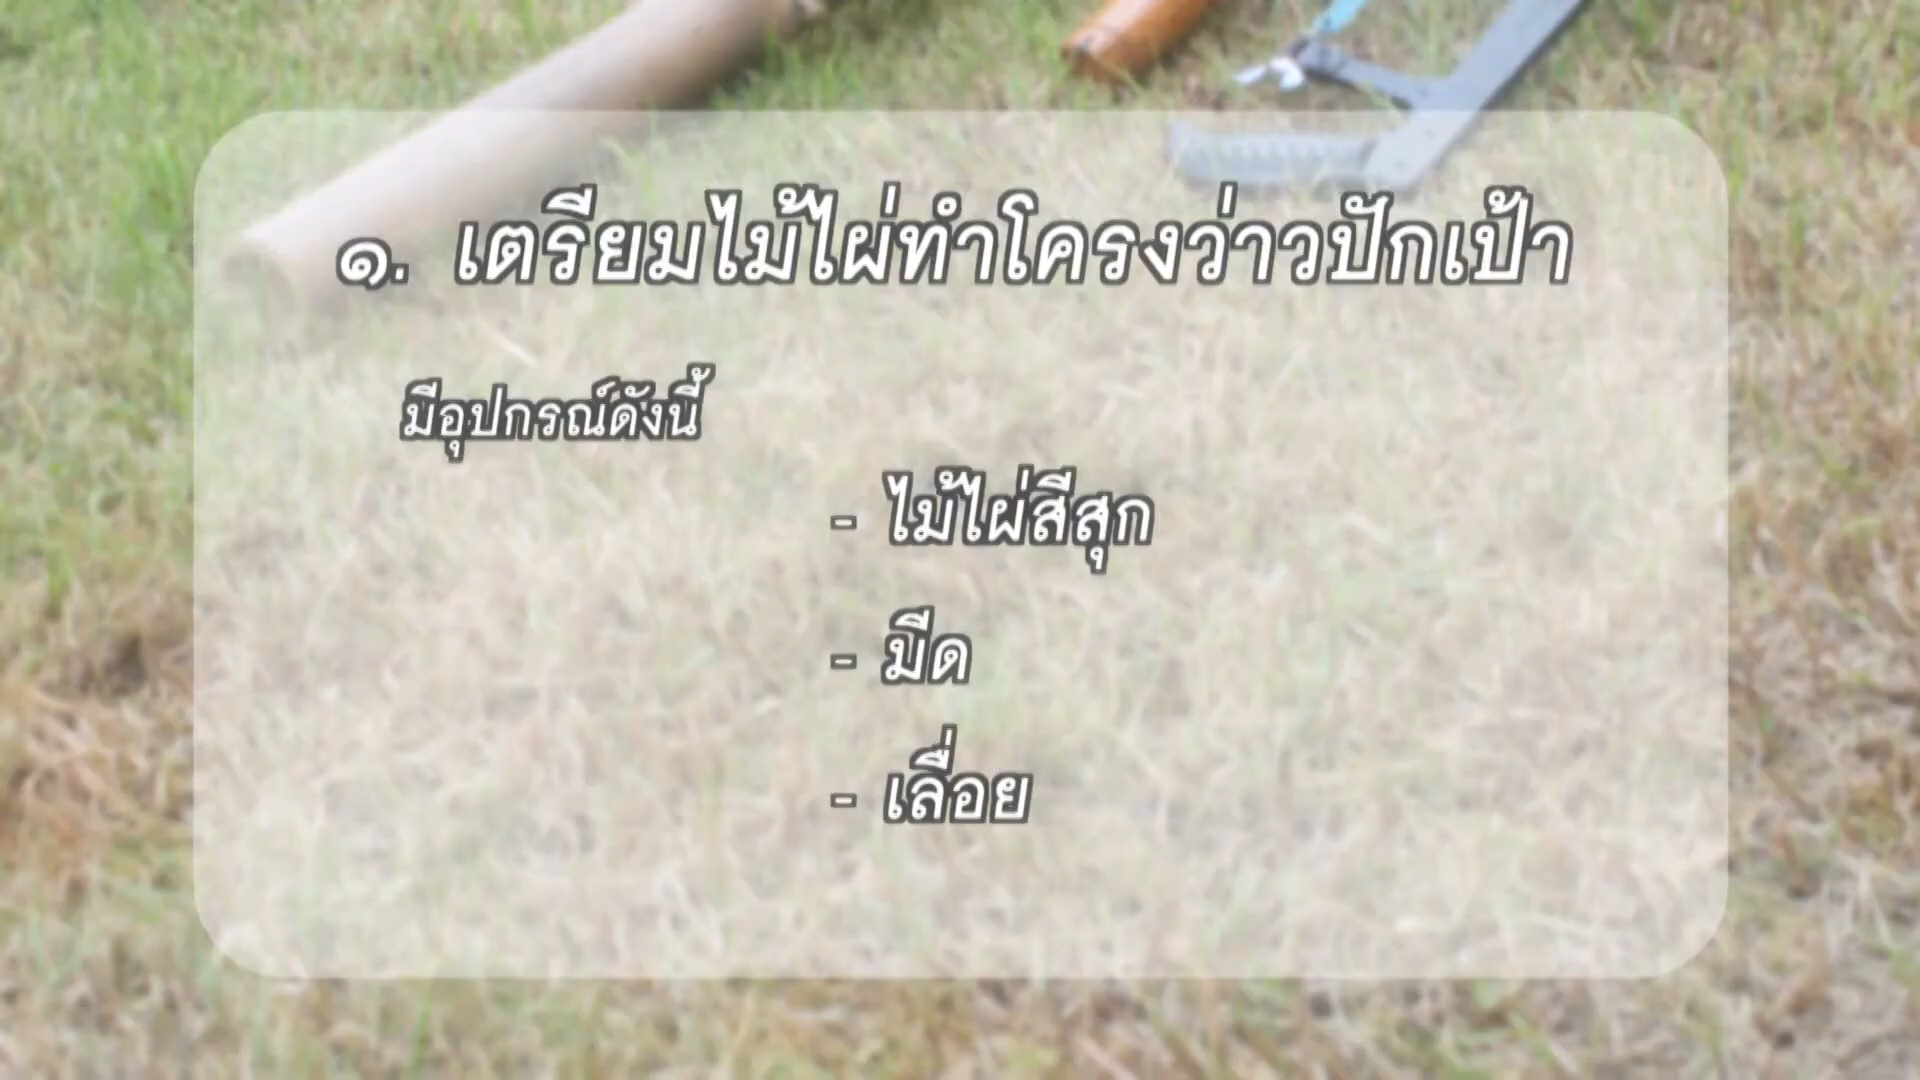 ๑. เตรียมไม้ไผ่ทำโครงว่าวปักเป้า
มีอุปกรณ์ดังนี้
- ไม้ไผ่สีสุก
- มีด
- เลื่อย